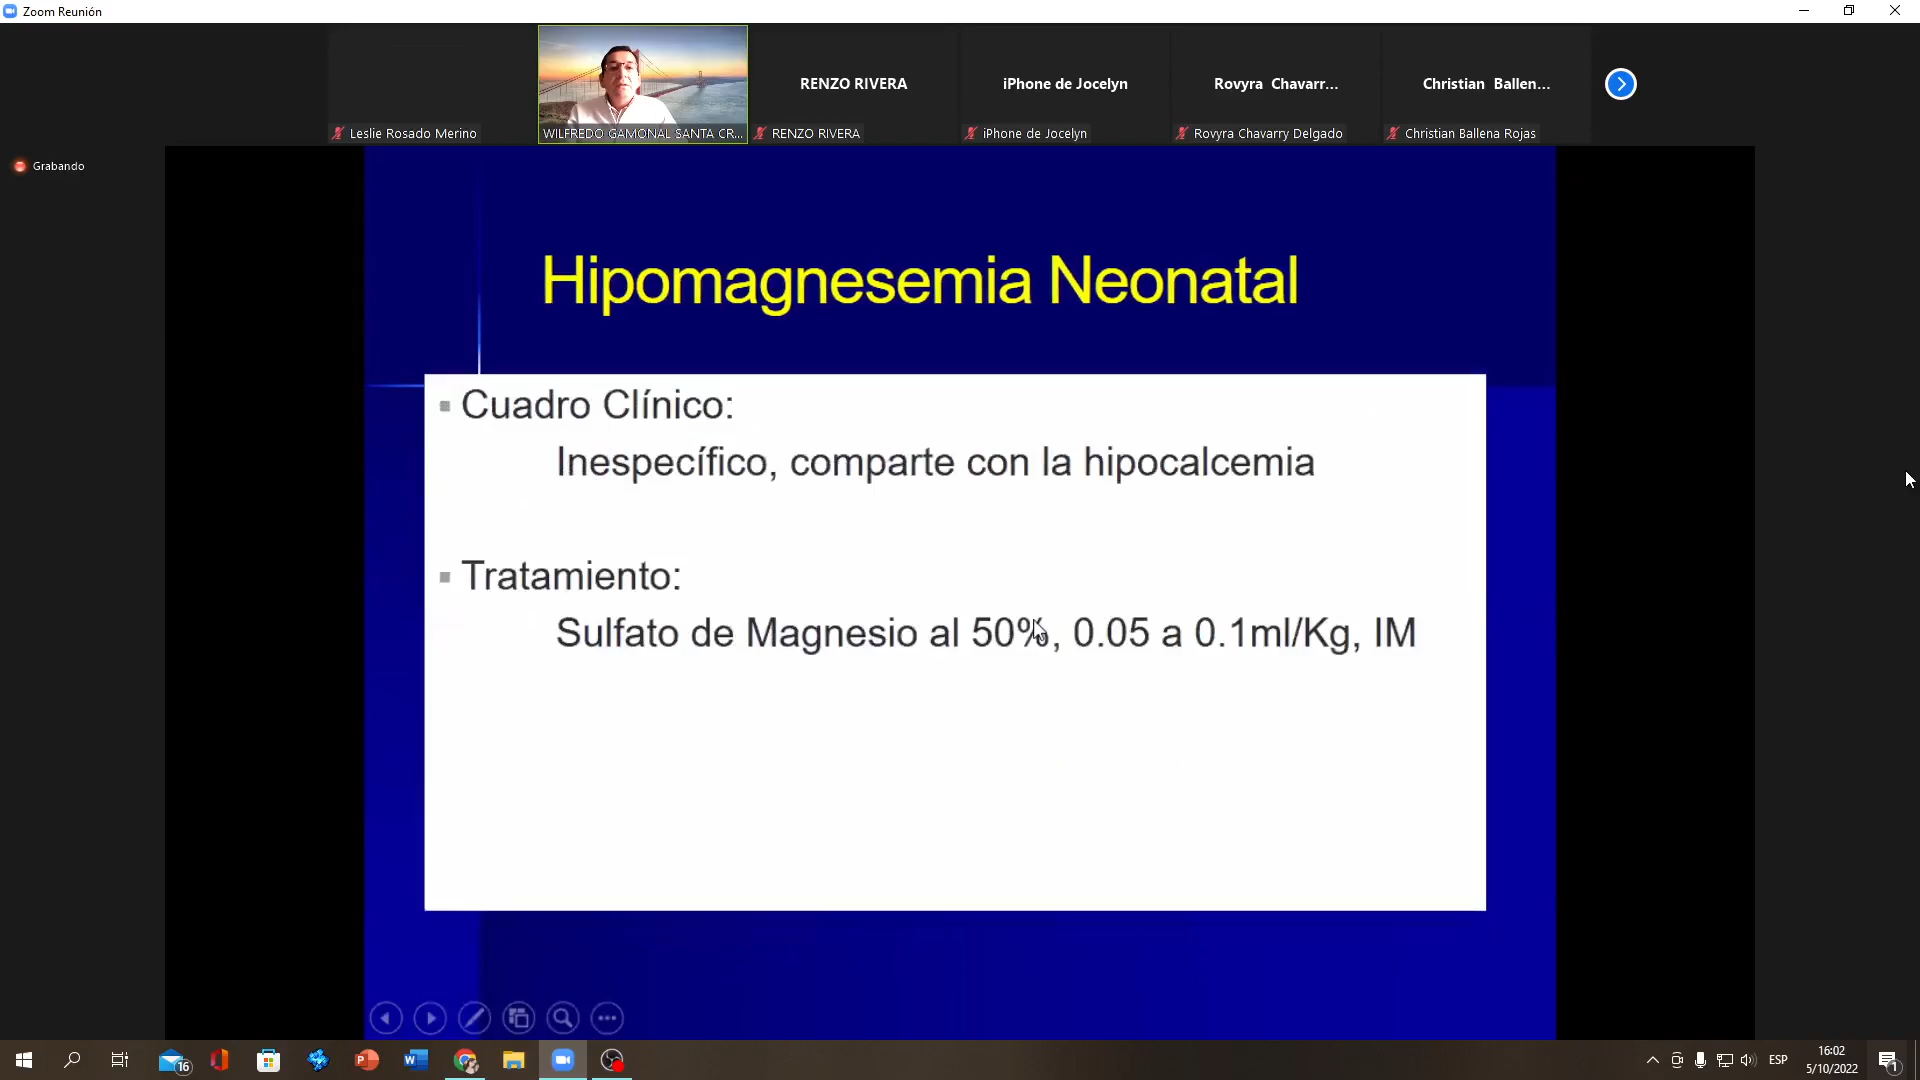 Zoom Reunión
RENZO RIVERA
iPhone de Jocelyn
Rovyra Chavarr...
Christian Ballen...
Leslie Rosado Merino
WILFREDO GAMONAL SANTA CR...
RENZO RIVERA
iPhone de Jocelyn
Rovyra Chavarry Delgado
Christian Ballena Rojas
Grabando
Hipomagnesemia Neonatal
Cuadro Clínico:
Inespecífico, comparte con la hipocalcemia
Tratamiento:
Sulfato de Magnesio al 50%, 0.05 a 0.1ml/Kg, IM
16
ESP
16:02
5/10/2022
1